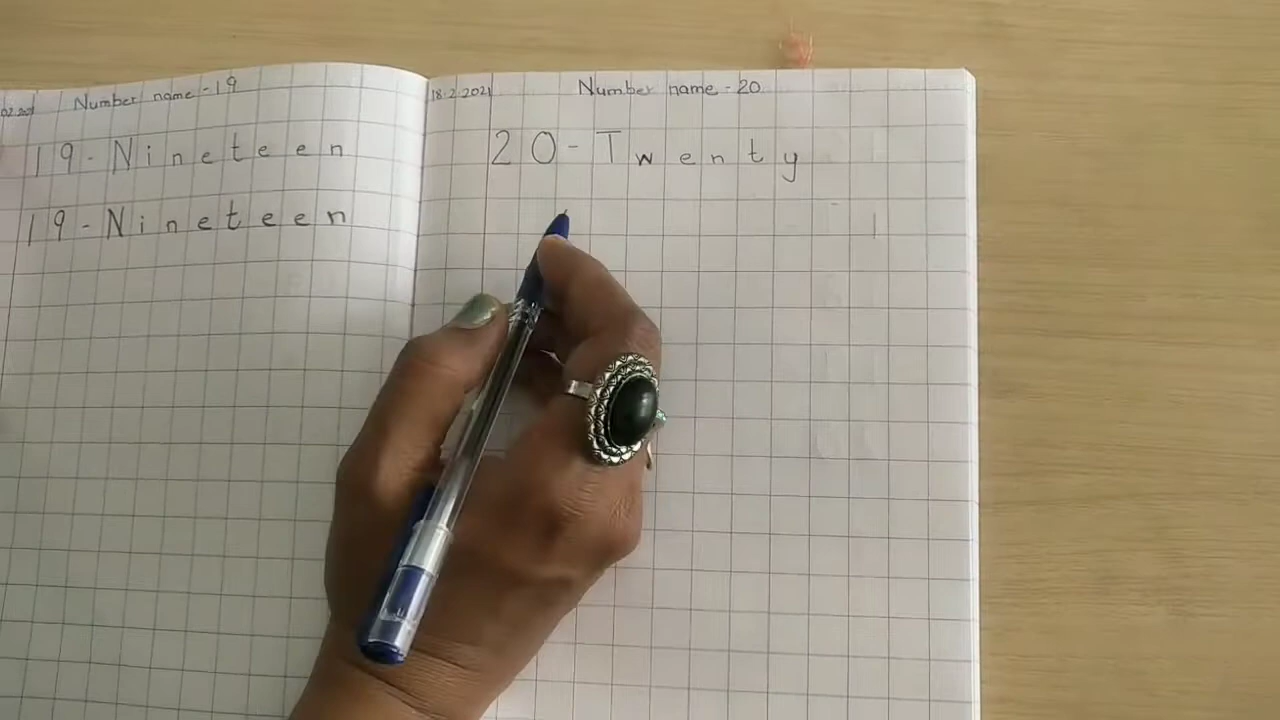 Number name - 19
19 - Nineteen
19 - Nineteen
18.2.2021 Number name - 20
20 - Twenty